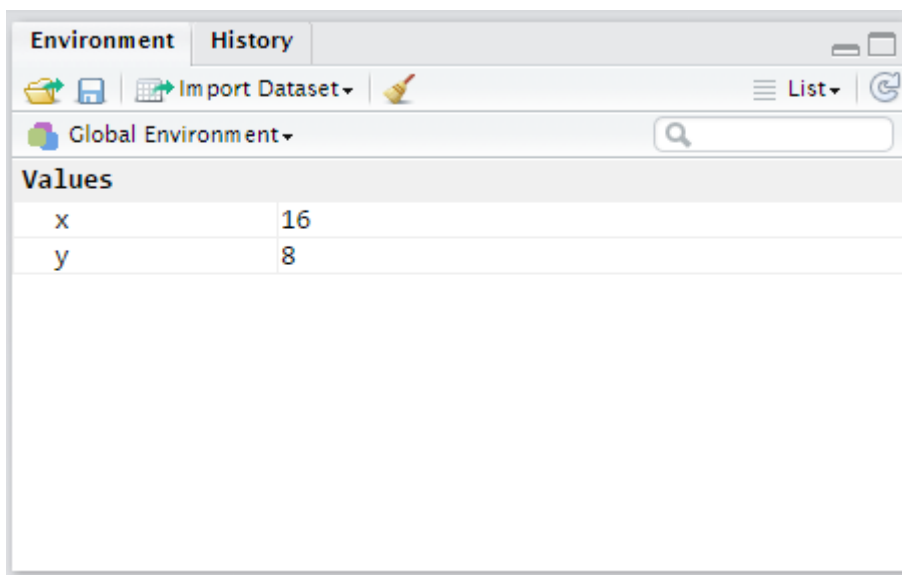 Environment History
Import Dataset List
Global Environment
Values
x 16
y 8